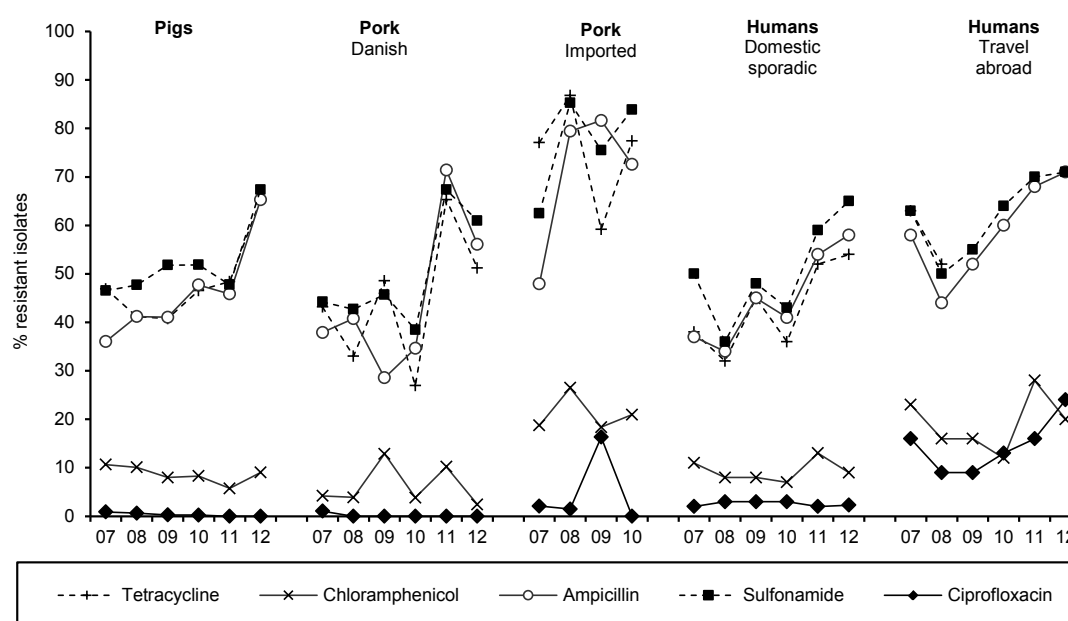 Pigs
Pork
Danish
Pork
Imported
Humans
Domestic
sporadic
Humans
Travel
abroad
% resistant isolates
100
90
80
70
60
50
40
30
20
10
0
07 08 09 10 11 12 07 08 09 10 11 12 07 08 09 10 07 08 09 10 11 12 07 08 09 10 11 12
Tetracycline Chloramphenicol Ampicillin Sulfonamide Ciprofloxacin